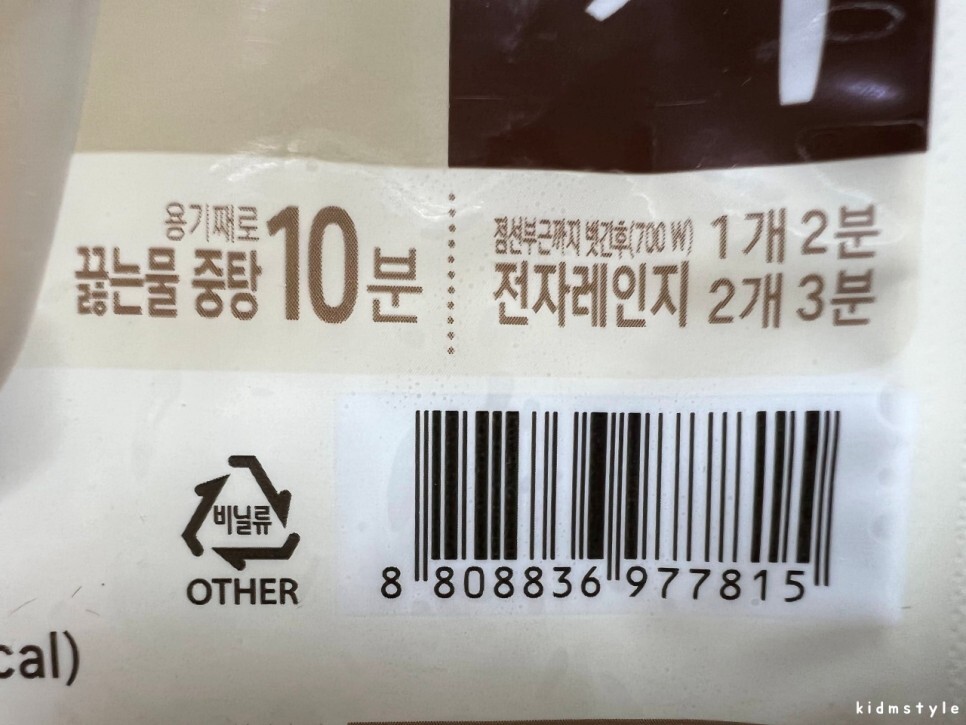 용기째로
끓는물 중탕 10분
점선부근까지 벗긴후(700 W) 1개 2분
전자레인지 2개 3분
비닐류
OTHER
8 808836 977815
cal)
kidmstyle